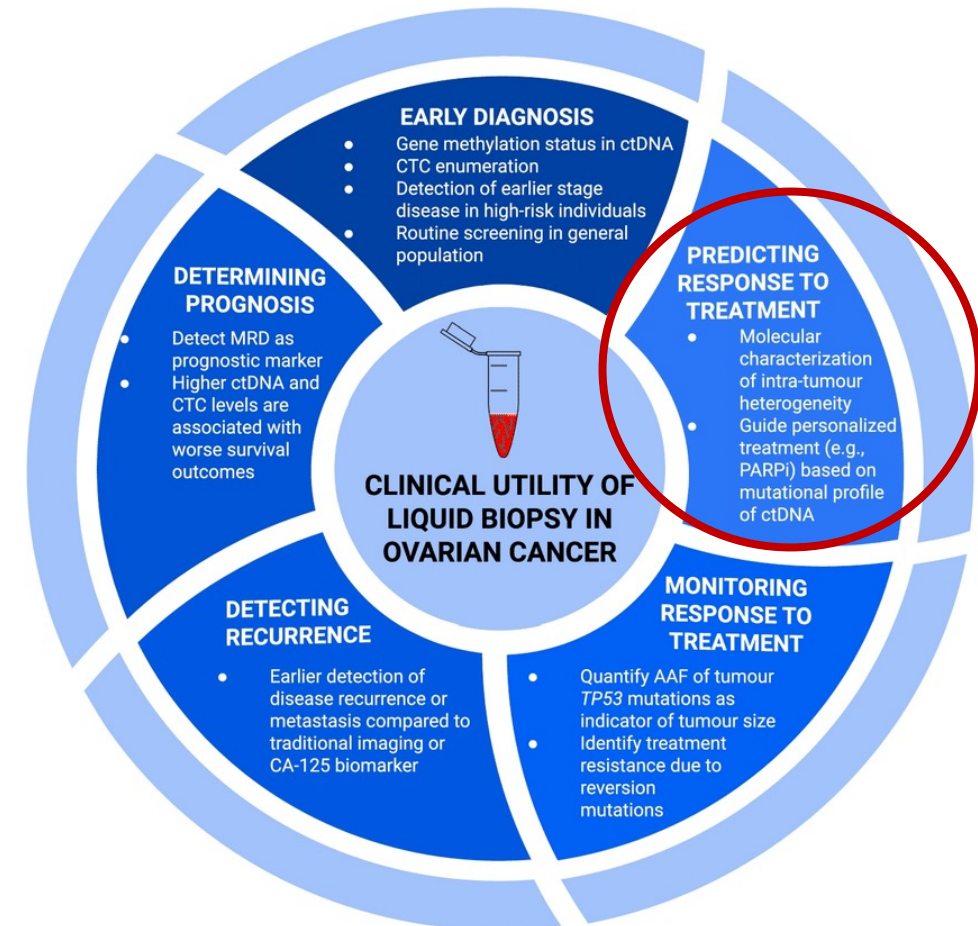 EARLY DIAGNOSIS
● Gene methylation status in ctDNA
● CTC enumeration
● Detection of earlier stage
disease in high-risk individuals
● Routine screening in general
population
PREDICTING
RESPONSE TO
TREATMENT
● Molecular
characterization
of intra-tumour
heterogeneity
● Guide personalized
treatment (e.g.,
PARPi) based on
mutational profile
of ctDNA
MONITORING
RESPONSE TO
TREATMENT
● Quantify AAF of tumour
TP53 mutations as
indicator of tumour size
● Identify treatment
resistance due to
reversion
mutations
DETECTING
RECURRENCE
● Earlier detection of
disease recurrence or
metastasis compared to
traditional imaging or
CA-125 biomarker
DETERMINING
PROGNOSIS
● Detect MRD as
prognostic marker
● Higher ctDNA and
CTC levels are
associated with
worse survival
outcomes
CLINICAL UTILITY OF
LIQUID BIOPSY IN
OVARIAN CANCER